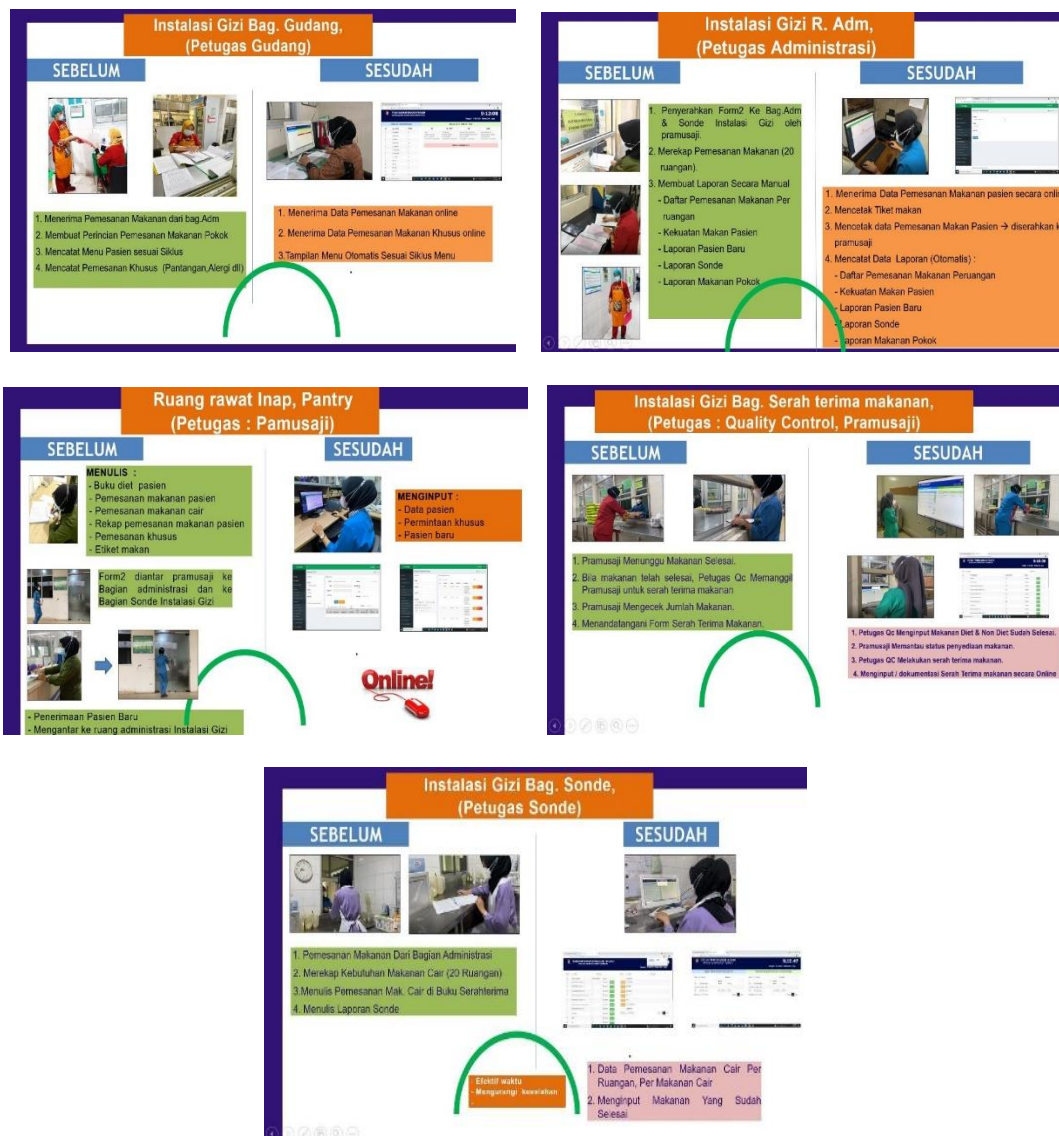 Instalasi Gizi Bag. Gudang,
(Petugas Gudang)
SEBELUM
SESUDAH
1. Menerima Pemesanan Makanan dari bag.Adm
2. Membuat Perincian Pemesanan Makanan Pokok
3. Mencatat Menu Pasien sesuai Siklus
4. Mencatat Pemesanan Khusus (Pantangan,Alergi dll)
1. Menerima Data Pemesanan Makanan online
2. Menerima Data Pemesanan Makanan Khusus online
3.Tampilan Menu Otomatis Sesuai Siklus Menu
Instalasi Gizi R. Adm,
(Petugas Administrasi)
SEBELUM
SESUDAH
1. Penyerahkan Form2 Ke Bag.Adm
& Sonde Instalasi Gizi oleh
pramusaji.
2. Merekap Pemesanan Makanan (20
ruangan).
3. Membuat Laporan Secara Manual
- Daftar Pemesanan Makanan Per
ruangan
- Kekuatan Makan Pasien
- Laporan Pasien Baru
- Laporan Sonde
- Laporan Makanan Pokok
1. Menerima Data Pemesanan Makanan pasien secara onli
2. Mencetak Tiket makan
3. Mencetak data Pemesanan Makan Pasien → diserahkan k
pramusaji
4. Mencatat Data Laporan (Otomatis) :
- Daftar Pemesanan Makanan Peruangan
- Kekuatan Makan Pasien
- Laporan Pasien Baru
- Laporan Sonde
- Laporan Makanan Pokok
Ruang rawat Inap, Pantry
(Petugas : Pamusaji)
SEBELUM
SESUDAH
MENULIS :
- Buku diet pasien
- Pemesanan makanan pasien
- Pemesanan makanan cair
- Rekap pemesanan makanan pasien
- Pemesanan khusus
- Etiket makan
Form2 diantar pramusaji ke
Bagian administrasi dan ke
Bagian Sonde Instalasi Gizi
- Penerimaan Pasien Baru
- Mengantar ke ruang administrasi Instalasi Gizi
MENGINPUT :
- Data pasien
- Permintaan khusus
- Pasien baru
Online!
Instalasi Gizi Bag. Serah terima makanan,
(Petugas : Quality Control, Pramusaji)
SEBELUM
SESUDAH
1. Pramusaji Menunggu Makanan Selesai.
2. Bila makanan telah selesai, Petugas Qc Memanggil
Pramusaji untuk serah terima makanan
3. Pramusaji Mengecek Jumlah Makanan.
4. Menandatangani Form Serah Terima Makanan.
1. Petugas Qc Menginput Makanan Diet & Non Diet Sudah Selesai.
2. Pramusaji Memantau status penyediaan makanan.
3. Petugas QC Melakukan serah terima makanan.
4. Menginput / dokumentasi Serah Terima makanan secara Online
Instalasi Gizi Bag. Sonde,
(Petugas Sonde)
SEBELUM
SESUDAH
1. Pemesanan Makanan Dari Bagian Administrasi
2. Merekap Kebutuhan Makanan Cair (20 Ruangan)
3.Menulis Pemesanan Mak. Cair di Buku Serahterima
4. Menulis Laporan Sonde
- Efektif waktu
- Mengurangi kesalahan
1. Data Pemesanan Makanan Cair Per
Ruangan, Per Makanan Cair
2. Menginput Makanan Yang Sudah
Selesai